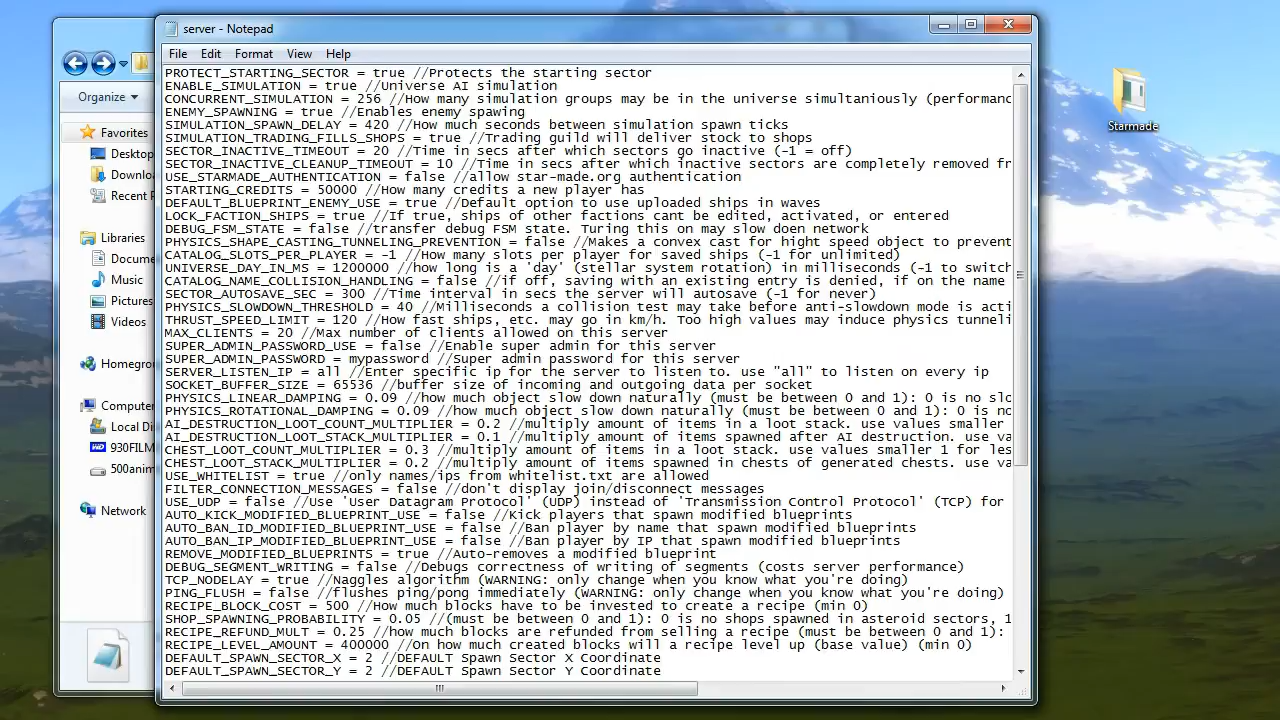 server - Notepad
File Edit Format View Help
Organize
Favorites
Desktop
Downlo
Recent P
Libraries
Docume
Music
Pictures
Videos
Homegro
Computer
Local Di
930FILM
500anim
Network
Starmade
PROTECT_STARTING_SECTOR = true //Protects the starting sector
ENABLE_SIMULATION = true //Universe AI simulation
CONCURRENT_SIMULATION = 256 //How many simulation groups may be in the universe simultaniously (performanc
ENEMY_SPAWNING = true //Enables enemy spawing
SIMULATION_SPAWN_DELAY = 420 //How much seconds between simulation spawn ticks
SIMULATION_TRADING_FILLS_SHOPS = true //Trading guild will deliver stock to shops
SECTOR_INACTIVE_TIMEOUT = 20 //Time in secs after which sectors go inactive (-1 = off)
SECTOR_INACTIVE_CLEANUP_TIMEOUT = 10 //Time in secs after which inactive sectors are completely removed fr
USE_STARMADE_AUTHENTICATION = false //allow star-made.org authentication
STARTING_CREDITS = 50000 //How many credits a new player has
DEFAULT_BLUEPRINT_ENEMY_USE = true //Default option to use uploaded ships in waves
LOCK_FACTION_SHIPS = true //If true, ships of other factions cant be edited, activated, or entered
DEBUG_FSM_STATE = false //transfer debug FSM state. Turing this on may slow doen network
PHYSICS_SHAPE_CASTING_TUNNELING_PREVENTION = false //Makes a convex cast for hight speed object to prevent
CATALOG_SLOTS_PER_PLAYER = -1 //How many slots per player for saved ships (-1 for unlimited)
UNIVERSE_DAY_IN_MS = 1200000 //how long is a 'day' (stellar system rotation) in milliseconds (-1 to switch
CATALOG_NAME_COLLISION_HANDLING = false //if off, saving with an existing entry is denied, if on the name
SECTOR_AUTOSAVE_SEC = 300 //Time interval in secs the server will autosave (-1 for never)
PHYSICS_SLOWDOWN_THRESHOLD = 40 //Milliseconds a collision test may take before anti-slowdown mode is acti
THRUST_SPEED_LIMIT = 120 //How fast ships, etc. may go in km/h. Too high values may induce physics tunneli
MAX_CLIENTS = 20 //Max number of clients allowed on this server
SUPER_ADMIN_PASSWORD_USE = false //Enable super admin for this server
SUPER_ADMIN_PASSWORD = mypassword //Super admin password for this server
SERVER_LISTEN_IP = all //Enter specific ip for the server to listen to. use "all" to listen on every ip
SOCKET_BUFFER_SIZE = 65536 //buffer size of incoming and outgoing data per socket
PHYSICS_LINEAR_DAMPING = 0.09 //how much object slow down naturally (must be between 0 and 1): 0 is no slo
PHYSICS_ROTATIONAL_DAMPING = 0.09 //how much object slow down naturally (must be between 0 and 1): 0 is no
AI_DESTRUCTION_LOOT_COUNT_MULTIPLIER = 0.2 //multiply amount of items in a loot stack. use values smaller
AI_DESTRUCTION_LOOT_STACK_MULTIPLIER = 0.1 //multiply amount of items spawned after AI destruction. use va
CHEST_LOOT_COUNT_MULTIPLIER = 0.3 //multiply amount of items in a loot stack. use values smaller 1 for les
CHEST_LOOT_STACK_MULTIPLIER = 0.2 //multiply amount of items spawned in chests of generated chests. use va
USE_WHITELIST = true //only names/ips from whitelist.txt are allowed
FILTER_CONNECTION_MESSAGES = false //don't display join/disconnect messages
USE_UDP = false //Use 'User Datagram Protocol' (UDP) instead of 'Transmission Control Protocol' (TCP) for
AUTO_KICK_MODIFIED_BLUEPRINT_USE = false //Kick players that spawn modified blueprints
AUTO_BAN_ID_MODIFIED_BLUEPRINT_USE = false //Ban player by name that spawn modified blueprints
AUTO_BAN_IP_MODIFIED_BLUEPRINT_USE = false //Ban player by IP that spawn modified blueprints
REMOVE_MODIFIED_BLUEPRINTS = true //Auto-removes a modified blueprint
DEBUG_SEGMENT_WRITING = false //Debugs correctness of writing of segments (costs server performance)
TCP_NODELAY = true //Naggles algorithm (WARNING: only change when you know what you're doing)
PING_FLUSH = false //flushes ping/pong immediately (WARNING: only change when you know what you're doing)
RECIPE_BLOCK_COST = 500 //How much blocks have to be invested to create a recipe (min 0)
SHOP_SPAWNING_PROBABILITY = 0.05 //(must be between 0 and 1): 0 is no shops spawned in asteroid sectors, 1
RECIPE_REFUND_MULT = 0.25 //how much blocks are refunded from selling a recipe (must be between 0 and 1):
RECIPE_LEVEL_AMOUNT = 400000 //On how much created blocks will a recipe level up (base value) (min 0)
DEFAULT_SPAWN_SECTOR_X = 2 //DEFAULT Spawn Sector X Coordinate
DEFAULT_SPAWN_SECTOR_Y = 2 //DEFAULT Spawn Sector Y Coordinate